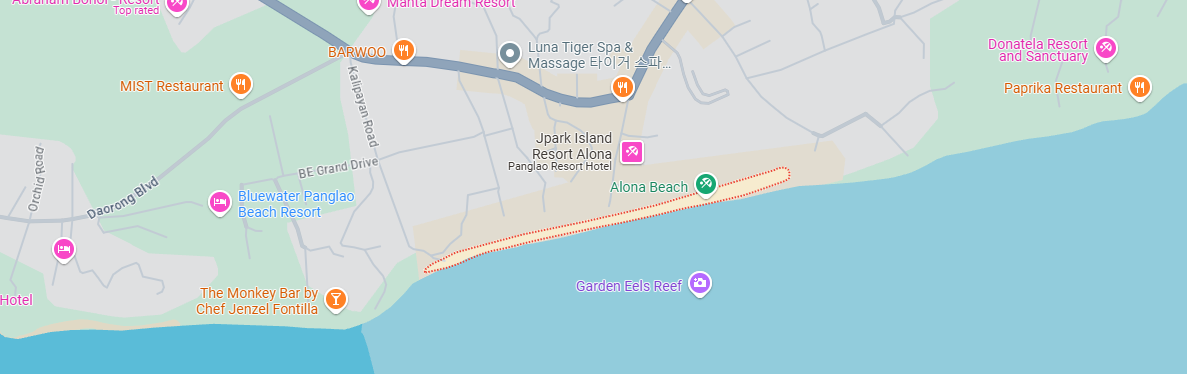 Resort
Top rated
Manta Dream Resort
BARWOO
Luna Tiger Spa &
Massage 타이거 스파...
Donatela Resort
and Sanctuary
MIST Restaurant
Paprika Restaurant
Kalipayan Road
Jpark Island
Resort Alona
Panglao Resort Hotel
BE Grand Drive
Orchid Road
Daorong Blvd
Alona Beach
Bluewater Panglao
Beach Resort
Garden Eels Reef
The Monkey Bar by
Chef Jenzel Fontilla
Hotel